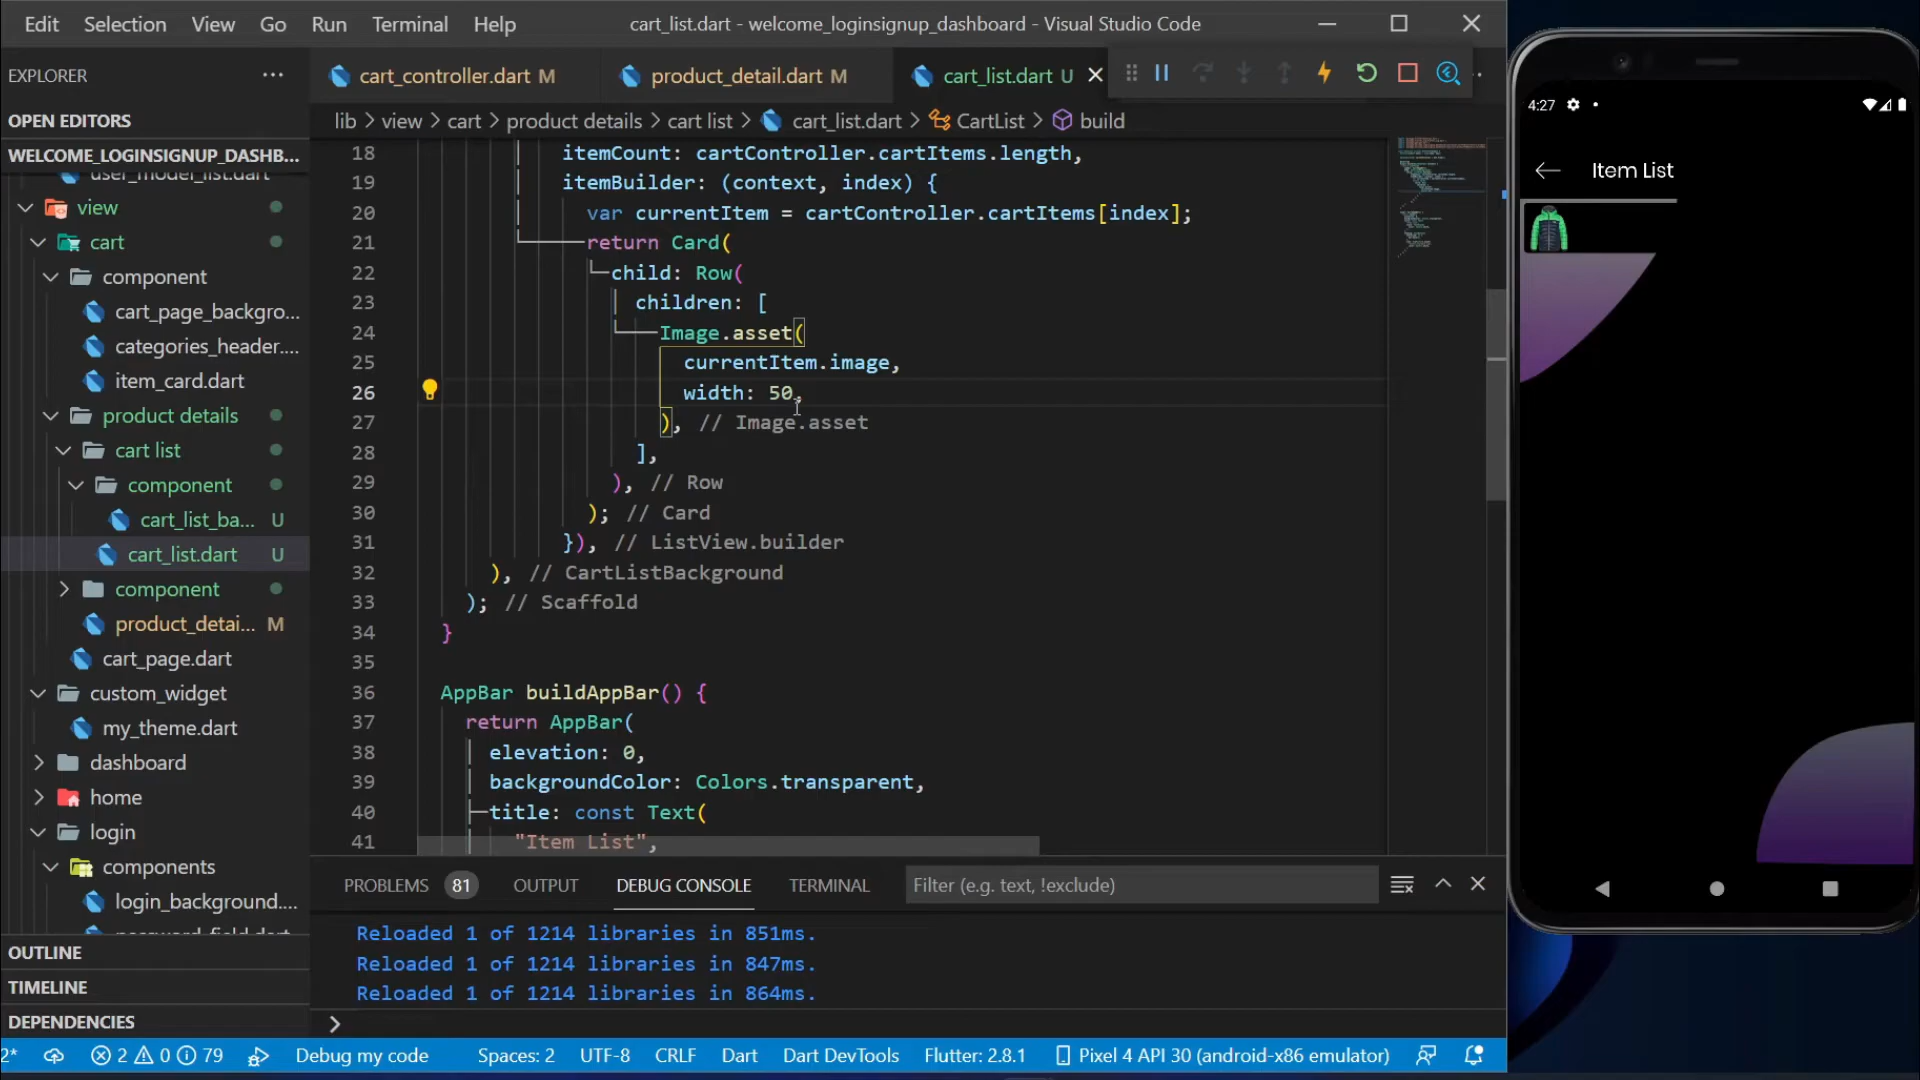 Edit Selection View Go Run Terminal Help
cart_list.dart - welcome_loginsignup_dashboard - Visual Studio Code
EXPLORER
OPEN EDITORS
WELCOME_LOGINSIGNUP_DASHB...
user_model_list.dart
view
cart
component
cart_page_backgro...
categories_header....
item_card.dart
product details
cart list
component
cart_list_ba... U
cart_list.dart U
component
product_detai... M
cart_page.dart
custom_widget
my_theme.dart
dashboard
home
login
components
login_background....
password_field.dart
OUTLINE
TIMELINE
DEPENDENCIES
cart_controller.dart M
product_detail.dart M
cart_list.dart U
lib > view > cart > product details > cart list > cart_list.dart > CartList > build
18 itemCount: cartController.cartItems.length,
19 itemBuilder: (context, index) {
20 var currentItem = cartController.cartItems[index];
21 return Card(
22 child: Row(
23 children: [
24 Image.asset(
25 currentItem.image,
26 width: 50,
27 ), // Image.asset
28 ],
29 ), // Row
30 ); // Card
31 }), // ListView.builder
32 ), // CartListBackground
33 ); // Scaffold
34 }
35
36 AppBar buildAppBar() {
37 return AppBar(
38 elevation: 0,
39 backgroundColor: Colors.transparent,
40 title: const Text(
41 "Item List",
PROBLEMS 81 OUTPUT DEBUG CONSOLE TERMINAL
Filter (e.g. text, !exclude)
Reloaded 1 of 1214 libraries in 851ms.
Reloaded 1 of 1214 libraries in 847ms.
Reloaded 1 of 1214 libraries in 864ms.
>
2* 2 0 79 Debug my code Spaces: 2 UTF-8 CRLF Dart Dart DevTools Flutter: 2.8.1 Pixel 4 API 30 (android-x86 emulator)
4:27
Item List